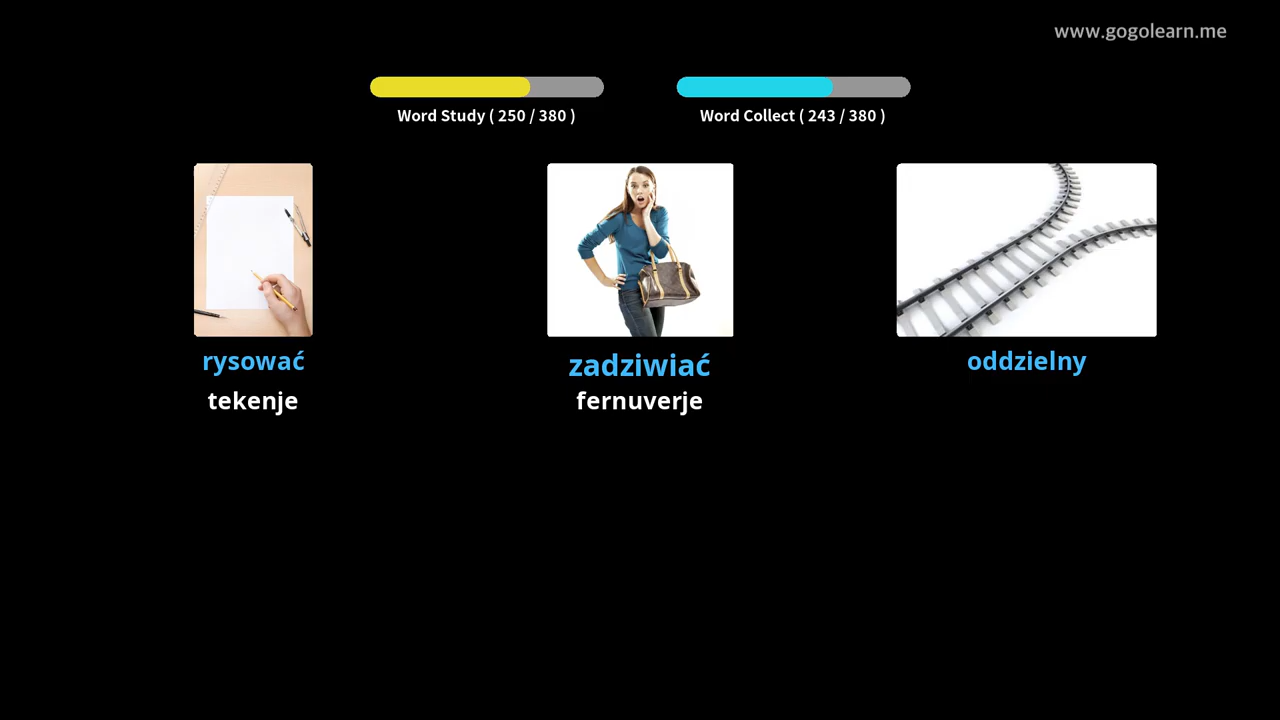 www.gogolearn.me
Word Study ( 250 / 380 )
Word Collect ( 243 / 380 )
rysować
zadziwiać
oddzielny
tekenje
fernuverje